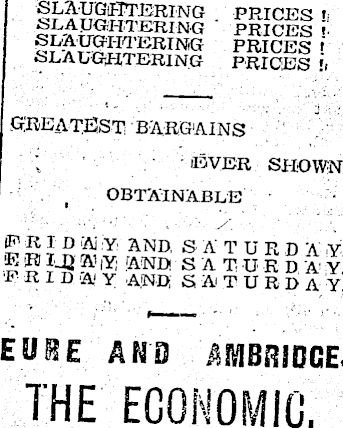 SLAUGHTERING PRICES!
SLAUGHTERING PRICES!
SLAUGHTERING PRICES!
SLAUGHTERING PRICES!
GREATEST BARGAINS
EVER SHOWN
OBTAINABLE
FRIDAY AND SATURDAY
FRIDAY AND SATURDAY
FRIDAY AND SATURDAY
EURE AND AMBRIDGE.
THE ECONOMIC.